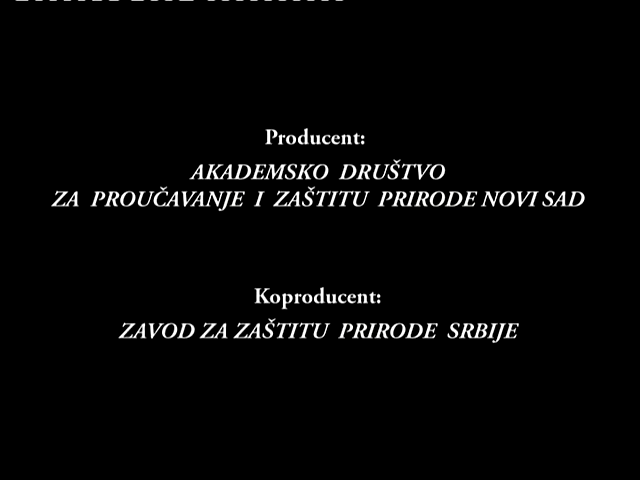 Producent:
AKADEMSKO DRUŠTVO
ZA PROUČAVANJE I ZAŠTITU PRIRODE NOVI SAD
Koproducent:
ZAVOD ZA ZAŠTITU PRIRODE SRBIJE